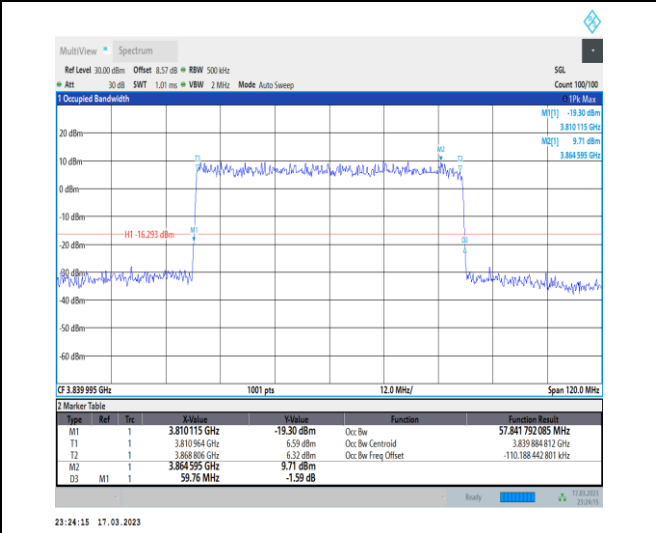 MultiView Spectrum
Ref Level 30.00 dBm Offset 8.57 dB RBW 500 kHz SGL
Att 30 dB SWT 1.01 ms VBW 2 MHz Mode Auto Sweep Count 100/100
1 Occupied Bandwidth 1Pk Max
M1[1] -19.30 dBm
3.810 115 GHz
M2[1] 9.71 dBm
3.864 595 GHz
20 dBm
10 dBm
0 dBm
-10 dBm
-20 dBm
-30 dBm
-40 dBm
-50 dBm
-60 dBm
H1 -16.293 dBm
M1
T1
M2
T2
D3
CF 3.839 995 GHz 1001 pts 12.0 MHz/ Span 120.0 MHz
2 Marker Table
Type Ref Trc X-Value Y-Value Function Function Result
M1 1 3.810 115 GHz -19.30 dBm Occ Bw 57.841 792 085 MHz
T1 1 3.810 964 GHz 6.59 dBm Occ Bw Centroid 3.839 884 812 GHz
T2 1 3.868 806 GHz 6.32 dBm Occ Bw Freq Offset -110.188 442 801 kHz
M2 1 3.864 595 GHz 9.71 dBm
D3 M1 1 59.76 MHz -1.59 dB
Ready 17.03.2023
23:24:15
23:24:15 17.03.2023